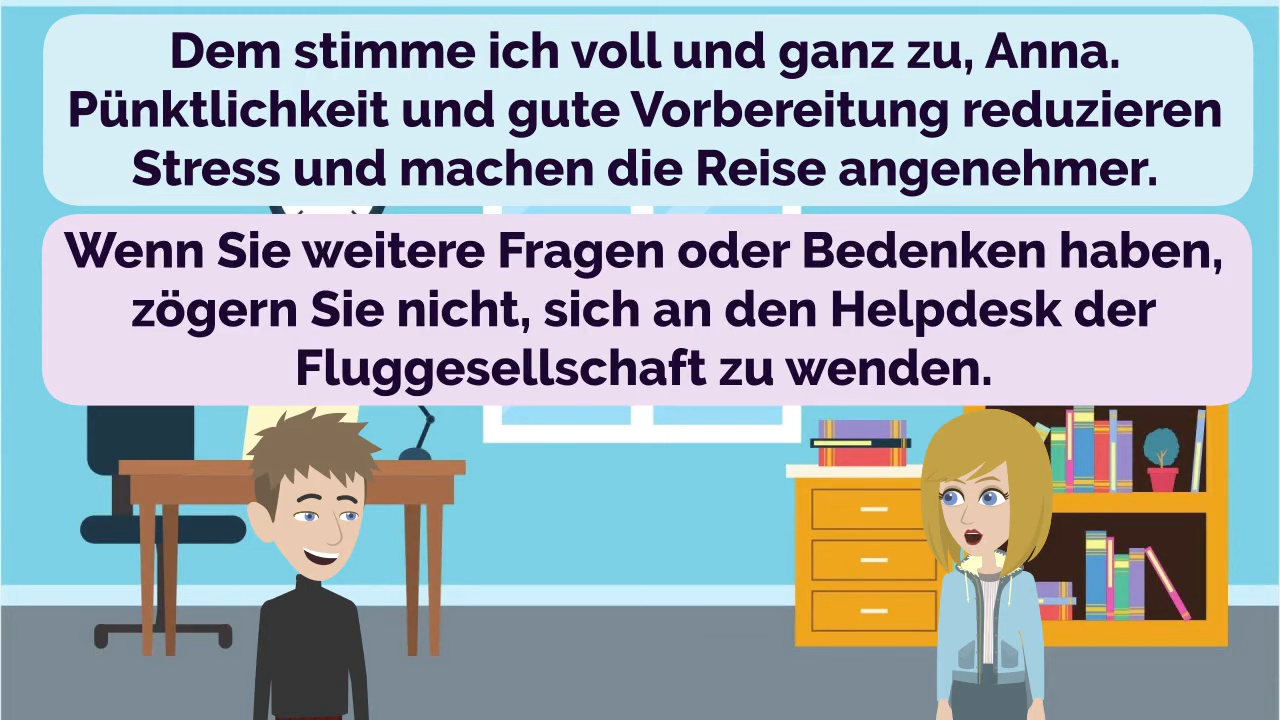 Dem stimme ich voll und ganz zu, Anna.
Pünktlichkeit und gute Vorbereitung reduzieren
Stress und machen die Reise angenehmer.
Wenn Sie weitere Fragen oder Bedenken haben,
zögern Sie nicht, sich an den Helpdesk der
Fluggesellschaft zu wenden.